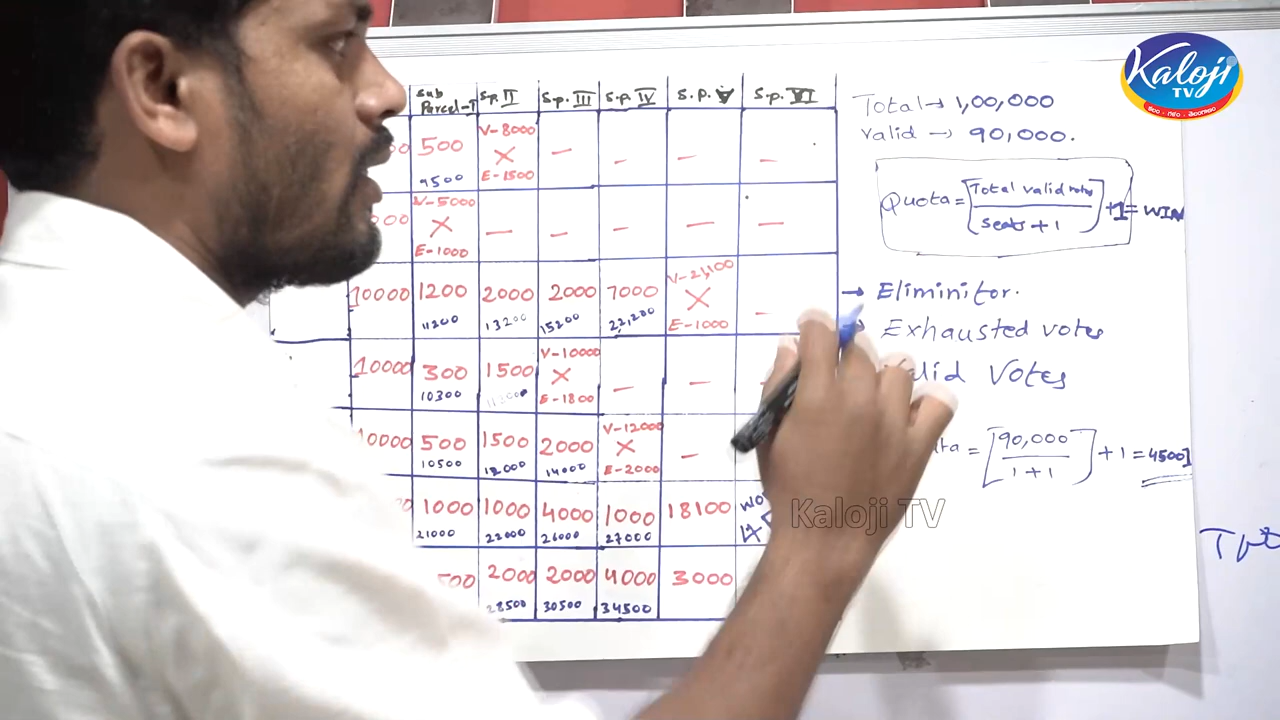 Kaloji
TV
Sub Parcel-I S.p. II S.p. III S.p. IV S.p. V S.p. VI
500 V-8000 — — — —
9500 X
E-1500
V-5000
X — — — — —
E-1000
10000 1200 2000 2000 7000 V-21,100
11200 13200 15200 22,200 X —
E-1000
10000 300 1500 V-10000
10300 X — —
E-1800
10000 500 1500 2000 V-12000
10500 12000 14000 X —
E-2000
1000 1000 4000 1000 18100
21000 22000 26000 27000
2000 2000 4000 3000
28500 30500 34500
Total → 1,00,000
Valid → 90,000.
Quota = [Total valid votes / Seats + 1] + 1 = WIN
→ Eliminitor.
Exhausted votes
Votes
= [90,000 / 1 + 1] + 1 = 45001
Kaloji TV